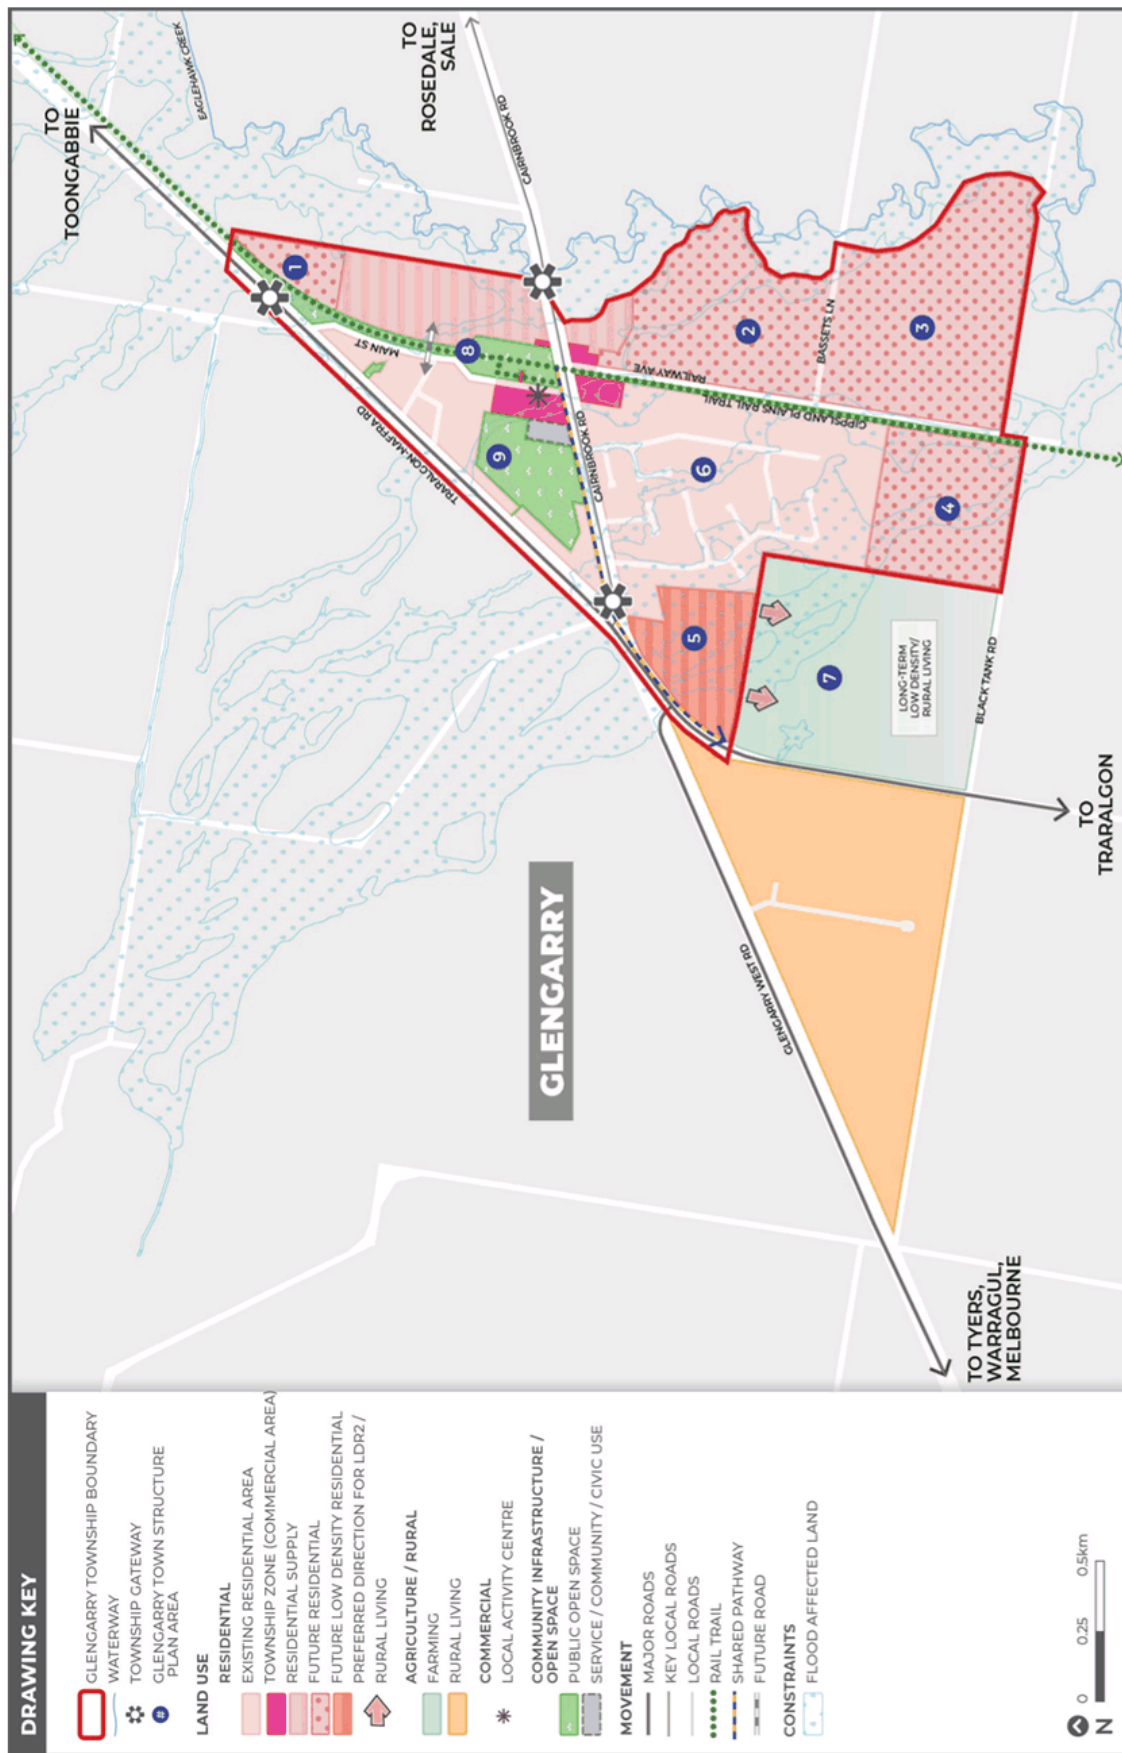 DRAWING KEY
GLENGARRY TOWNSHIP BOUNDARY
WATERWAY
TOWNSHIP GATEWAY
#
GLENGARRY TOWN STRUCTURE
PLAN AREA
LAND USE
RESIDENTIAL
EXISTING RESIDENTIAL AREA
TOWNSHIP ZONE (COMMERCIAL AREA)
RESIDENTIAL SUPPLY
FUTURE RESIDENTIAL
FUTURE LOW DENSITY RESIDENTIAL
PREFERRED DIRECTION FOR LDR2 /
RURAL LIVING
AGRICULTURE / RURAL
FARMING
RURAL LIVING
COMMERCIAL
LOCAL ACTIVITY CENTRE
COMMUNITY INFRASTRUCTURE /
OPEN SPACE
PUBLIC OPEN SPACE
SERVICE / COMMUNITY / CIVIC USE
MOVEMENT
MAJOR ROADS
KEY LOCAL ROADS
LOCAL ROADS
RAIL TRAIL
SHARED PATHWAY
FUTURE ROAD
CONSTRAINTS
FLOOD AFFECTED LAND
N
0
0.25
0.5km
TO
TOONGABBIE
EAGLEHAWK CREEK
TO
ROSEDALE,
SALE
CAIRNBROOK RD
1
MAIN ST
8
TRARALGON-MAFFRA RD
9
CAIRNBROOK RD
RAILWAY AVE
GIPPSLAND PLAINS RAIL TRAIL
2
BASSETS LN
3
6
4
5
7
LONG-TERM
LOW DENSITY/
RURAL LIVING
BLACK TANK RD
GLENGARRY
GLENGARRY WEST RD
TO
TRARALGON
TO TYERS,
WARRAGUL,
MELBOURNE